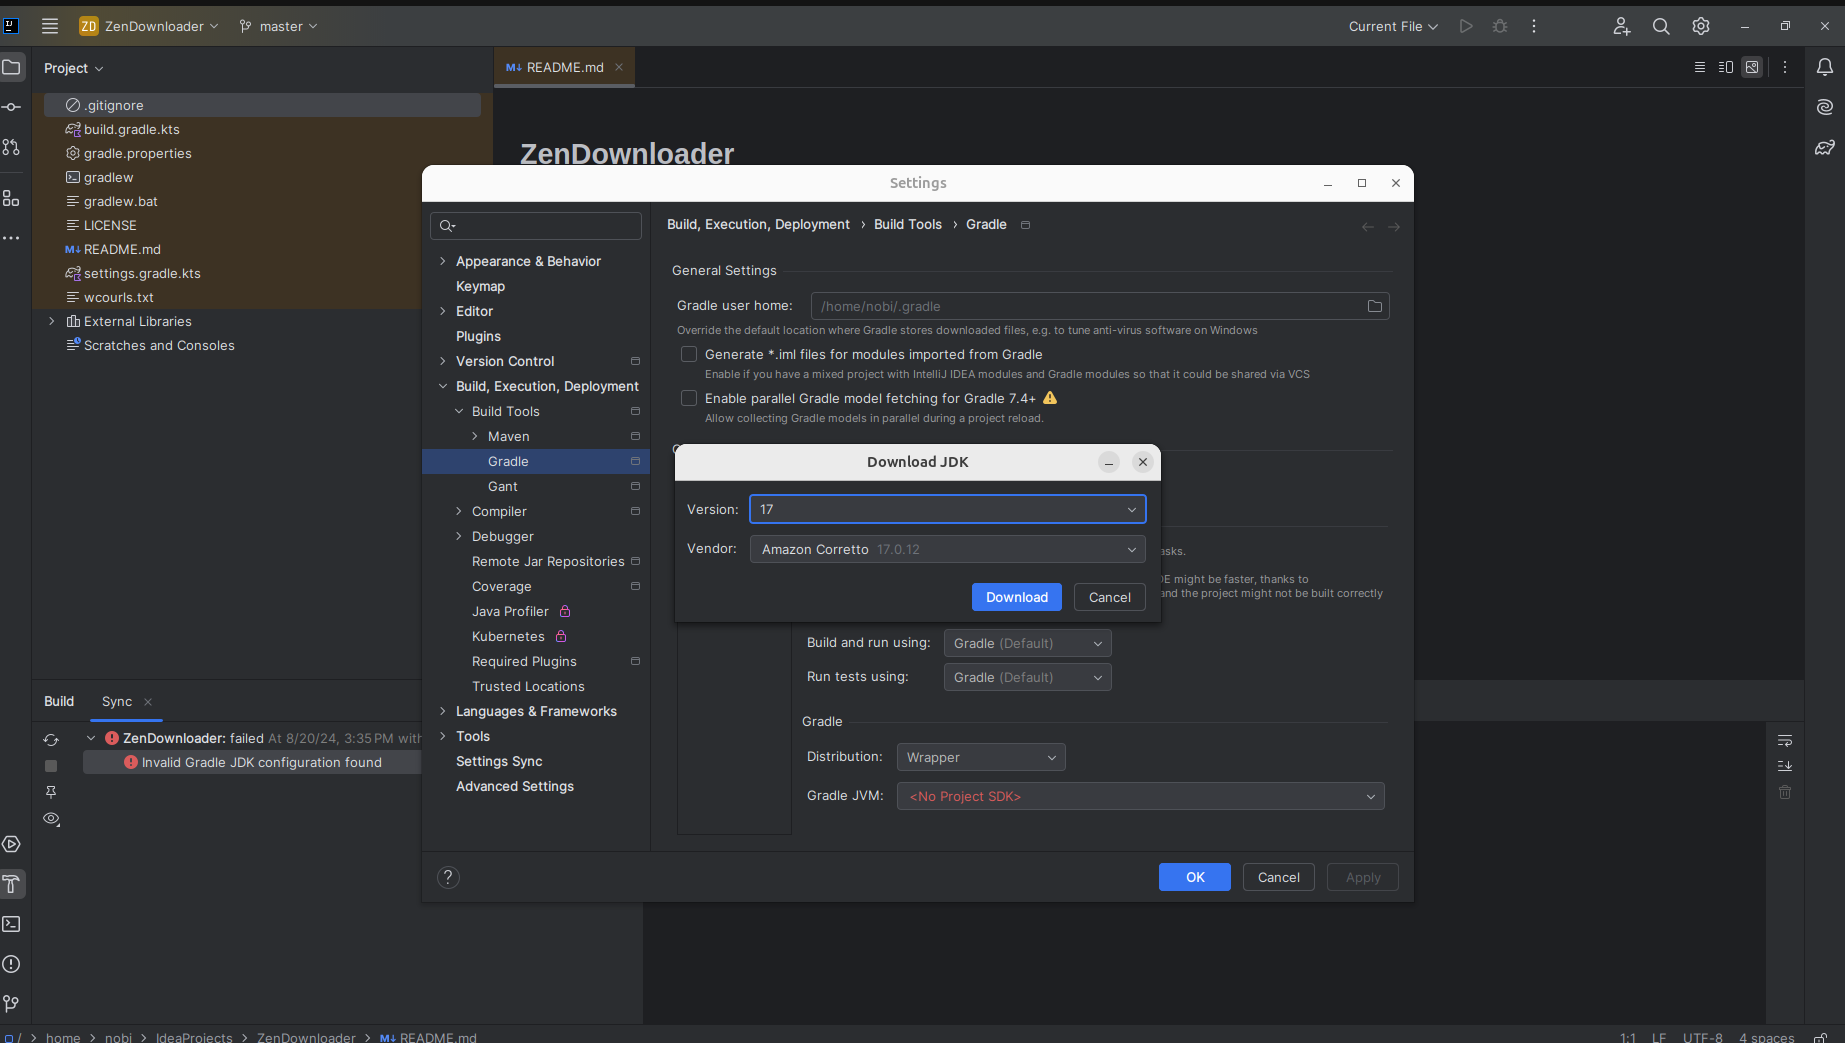 ZD ZenDownloader master Current File
Project
README.md
.gitignore
build.gradle.kts
gradle.properties
gradlew
gradlew.bat
LICENSE
README.md
settings.gradle.kts
wcourls.txt
External Libraries
Scratches and Consoles
ZenDownloader
Settings
Build, Execution, Deployment › Build Tools › Gradle
Appearance & Behavior
Keymap
Editor
Plugins
Version Control
Build, Execution, Deployment
Build Tools
Maven
Gradle
Gant
Compiler
Debugger
Remote Jar Repositories
Coverage
Java Profiler
Kubernetes
Required Plugins
Trusted Locations
Languages & Frameworks
Tools
Settings Sync
Advanced Settings
General Settings
Gradle user home: /home/nobi/.gradle
Override the default location where Gradle stores downloaded files, e.g. to tune anti-virus software on Windows
Generate *.iml files for modules imported from Gradle
Enable if you have a mixed project with IntelliJ IDEA modules and Gradle modules so that it could be shared via VCS
Enable parallel Gradle model fetching for Gradle 7.4+
Allow collecting Gradle models in parallel during a project reload.
Download JDK
Version: 17
Vendor: Amazon Corretto 17.0.12
Download Cancel
asks.
DE might be faster, thanks to
and the project might not be built correctly
Build and run using: Gradle (Default)
Run tests using: Gradle (Default)
Gradle
Distribution: Wrapper
Gradle JVM: <No Project SDK>
? OK Cancel Apply
Build Sync
ZenDownloader: failed At 8/20/24, 3:35 PM with
Invalid Gradle JDK configuration found
/ > home > nobi > IdeaProjects > ZenDownloader > README.md
1:1 LF UTF-8 4 spaces